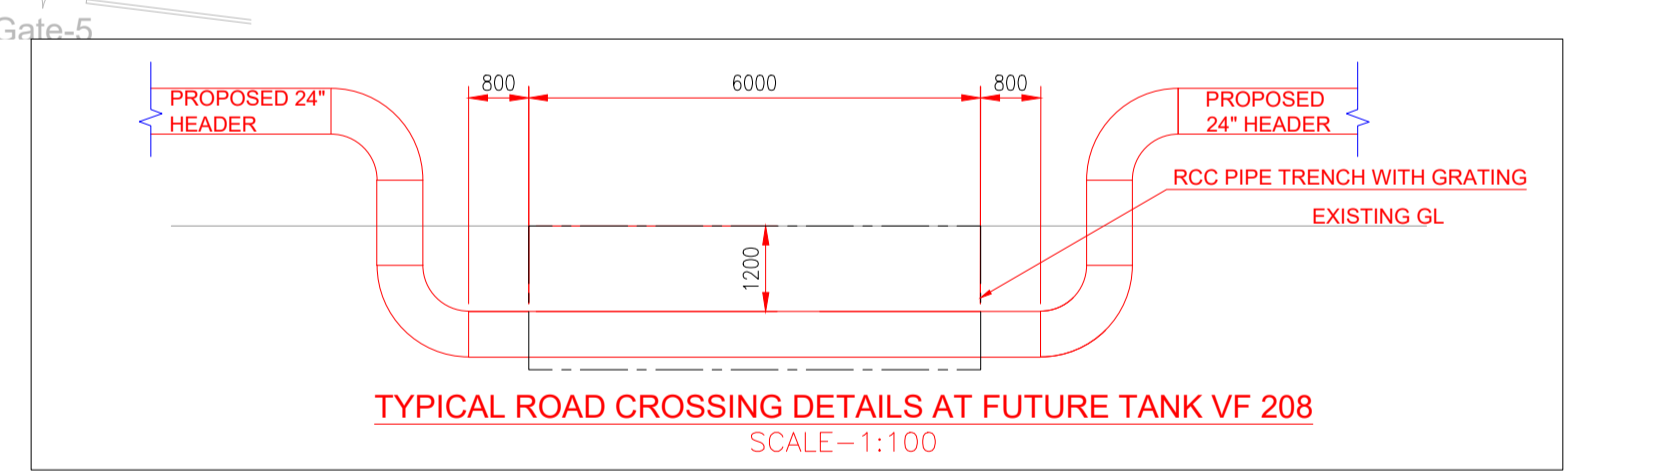 Gate-5
800
6000
800
PROPOSED 24"
HEADER
PROPOSED
24" HEADER
RCC PIPE TRENCH WITH GRATING
EXISTING GL
1200
TYPICAL ROAD CROSSING DETAILS AT FUTURE TANK VF 208
SCALE-1:100